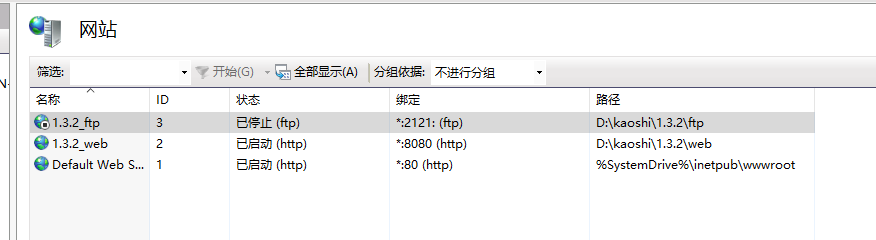 网站
筛选: 开始(G) 全部显示(A) 分组依据: 不进行分组
名称 ID 状态 绑定 路径
1.3.2_ftp 3 已停止 (ftp) *:2121: (ftp) D:\kaoshi\1.3.2\ftp
1.3.2_web 2 已启动 (http) *:8080 (http) D:\kaoshi\1.3.2\web
Default Web S... 1 已启动 (http) *:80 (http) %SystemDrive%\inetpub\wwwroot